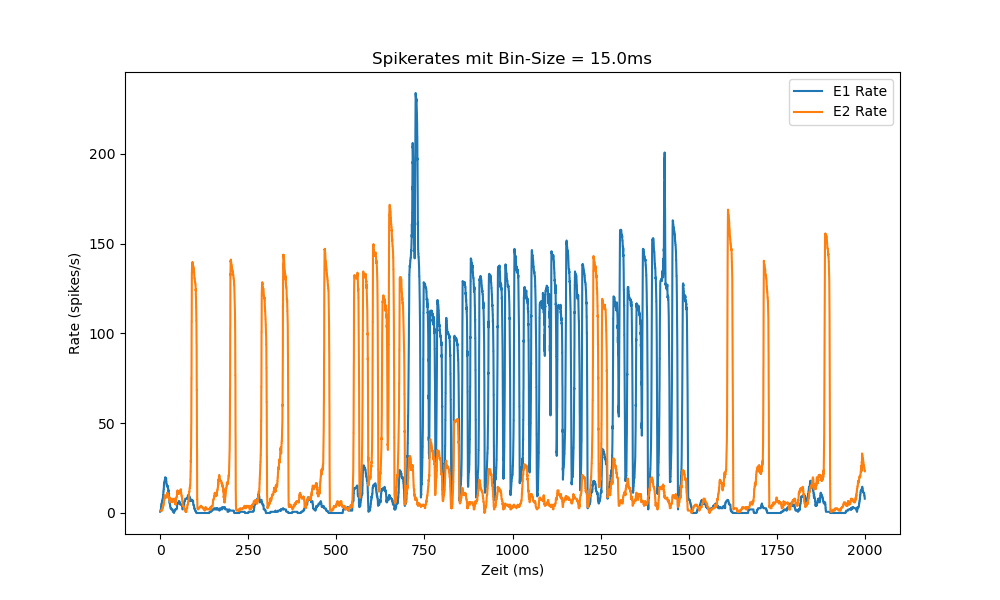 Spikerates mit Bin-Size = 15.0ms
E1 Rate
E2 Rate
Rate (spikes/s)
200
150
100
50
0
0 250 500 750 1000 1250 1500 1750 2000
Zeit (ms)